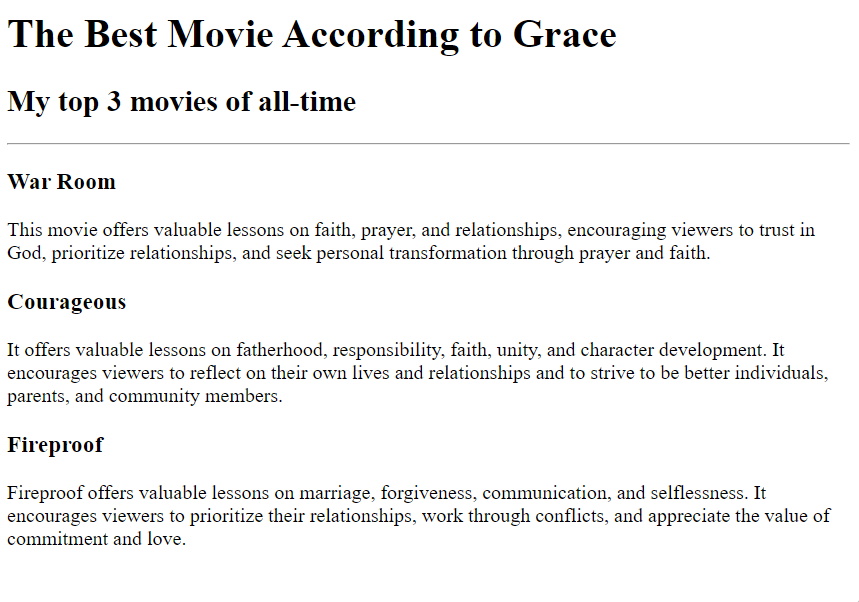 The Best Movie According to Grace
My top 3 movies of all-time
War Room
This movie offers valuable lessons on faith, prayer, and relationships, encouraging viewers to trust in
God, prioritize relationships, and seek personal transformation through prayer and faith.
Courageous
It offers valuable lessons on fatherhood, responsibility, faith, unity, and character development. It
encourages viewers to reflect on their own lives and relationships and to strive to be better individuals,
parents, and community members.
Fireproof
Fireproof offers valuable lessons on marriage, forgiveness, communication, and selflessness. It
encourages viewers to prioritize their relationships, work through conflicts, and appreciate the value of
commitment and love.